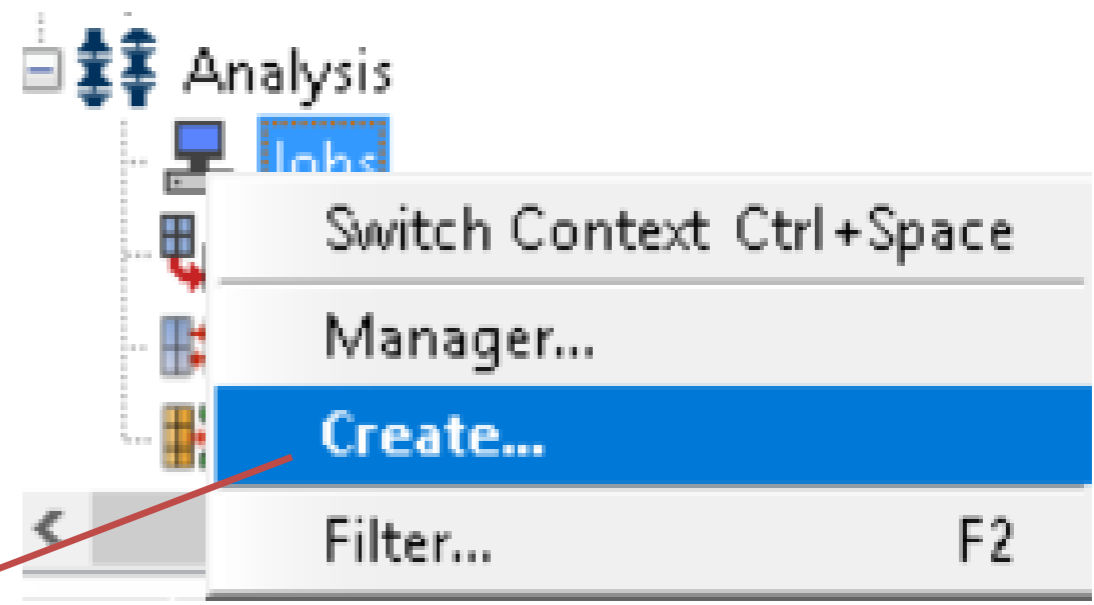 Analysis
Jobs
Switch Context Ctrl+Space
Manager...
Create...
Filter... F2